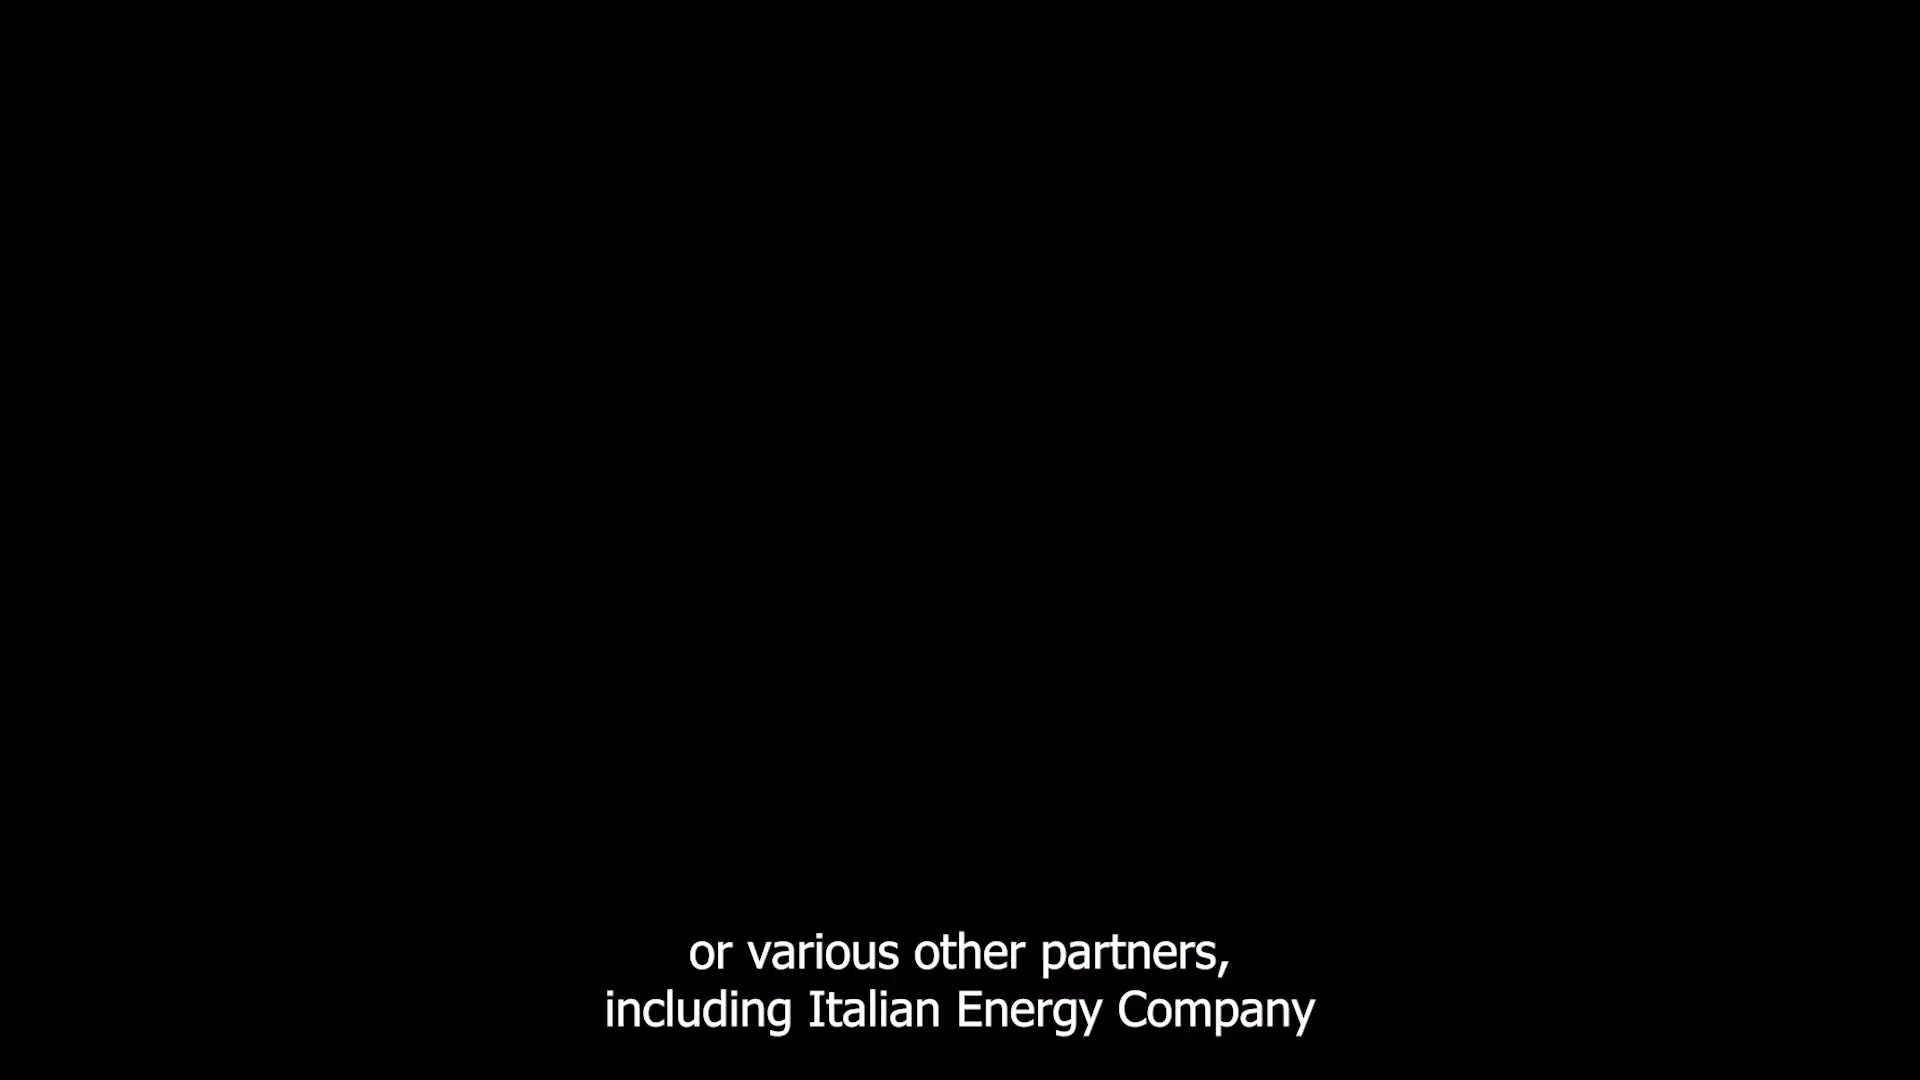 or various other partners,
including Italian Energy Company